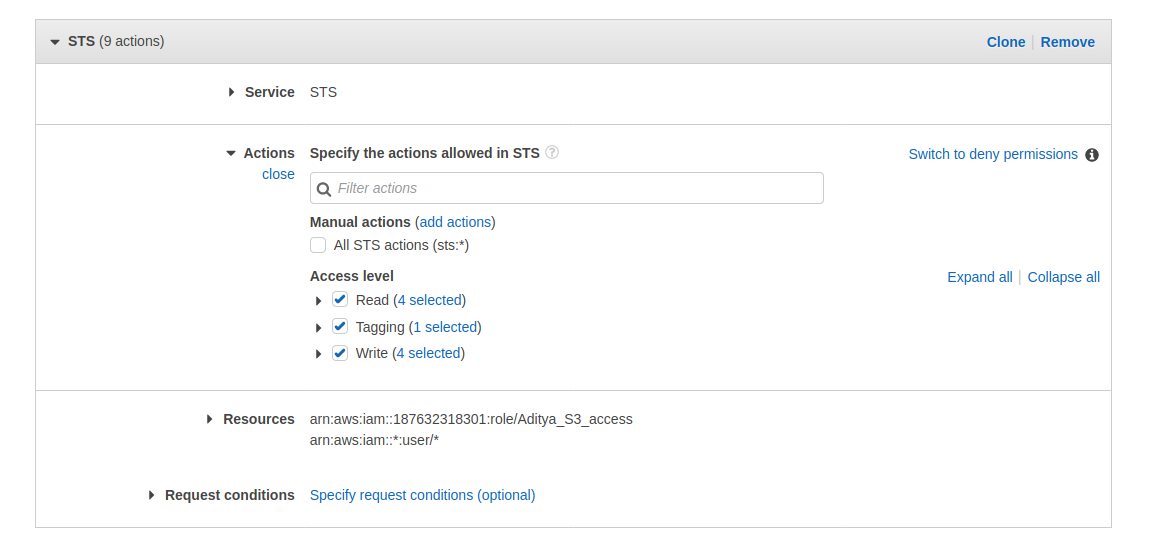 STS (9 actions) Clone Remove
Service STS
Actions Specify the actions allowed in STS ? Switch to deny permissions i
close
Filter actions
Manual actions (add actions)
All STS actions (sts:*)
Access level Expand all Collapse all
Read (4 selected)
Tagging (1 selected)
Write (4 selected)
Resources arn:aws:iam::187632318301:role/Aditya_S3_access
arn:aws:iam::*:user/*
Request conditions Specify request conditions (optional)